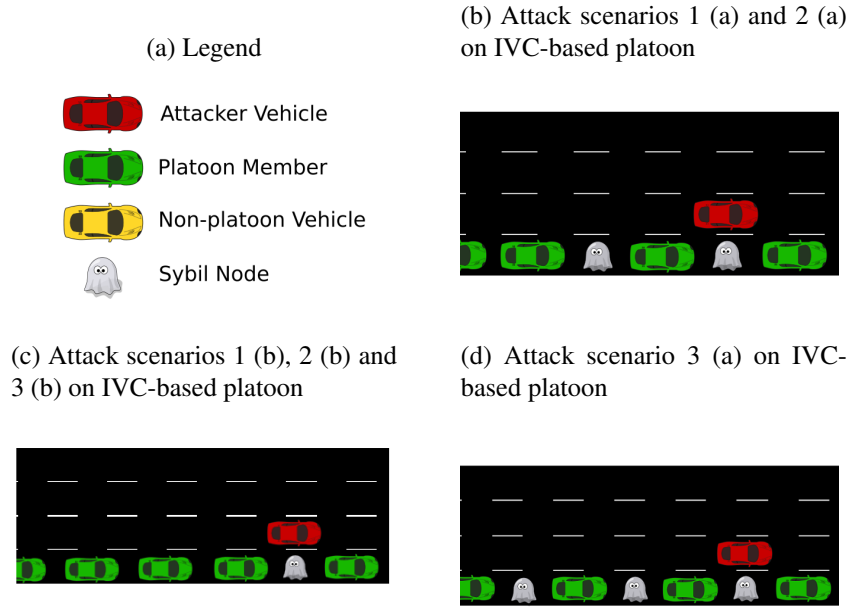 (a) Legend
Attacker Vehicle
Platoon Member
Non-platoon Vehicle
Sybil Node
(b) Attack scenarios 1 (a) and 2 (a)
on IVC-based platoon
(c) Attack scenarios 1 (b), 2 (b) and
3 (b) on IVC-based platoon
(d) Attack scenario 3 (a) on IVC-
based platoon